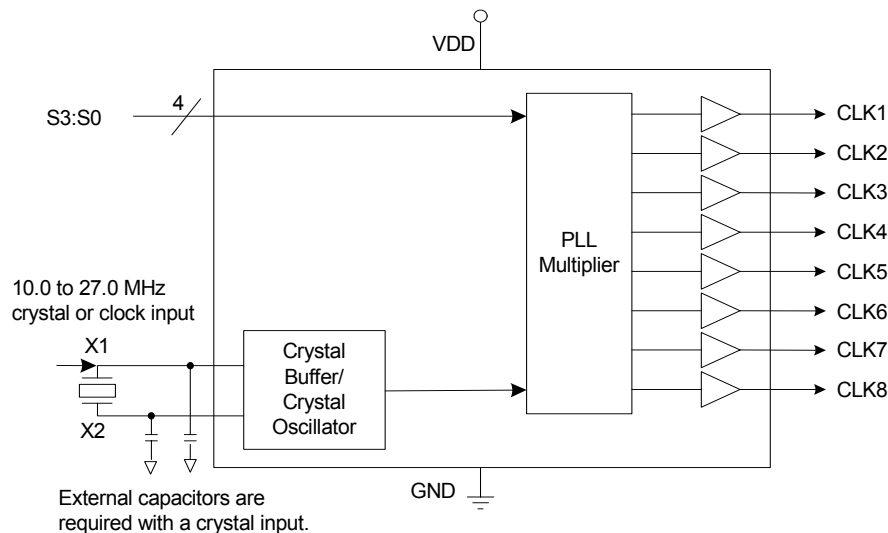 VDD
4
S3:S0
CLK1
CLK2
CLK3
CLK4
CLK5
CLK6
CLK7
CLK8
PLL
Multiplier
10.0 to 27.0 MHz
crystal or clock input
X1
X2
Crystal
Buffer/
Crystal
Oscillator
GND
External capacitors are
required with a crystal input.